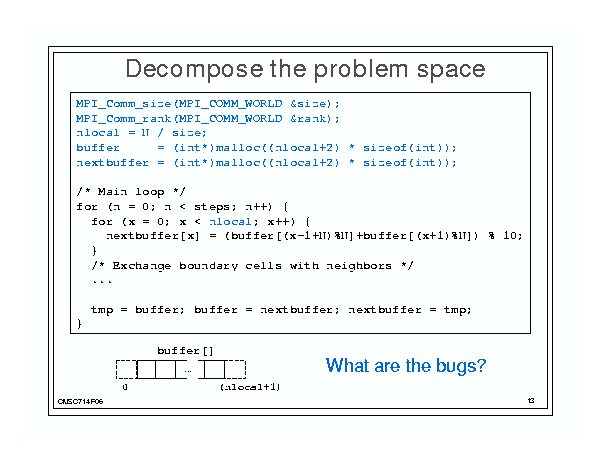 Decompose the problem space
MPI_Comm_size(MPI_COMM_WORLD &size);
MPI_Comm_rank(MPI_COMM_WORLD &rank);
nlocal = N / size;
buffer     = (int*)malloc((nlocal+2) * sizeof(int));
nextbuffer = (int*)malloc((nlocal+2) * sizeof(int));
/* Main loop */
for (n = 0; n < steps; n++) {
  for (x = 0; x < nlocal; x++) {
    nextbuffer[x] = (buffer[(x-1+N)%N]+buffer[(x+1)%N]) % 10;
  }
  /* Exchange boundary cells with neighbors */
  ...
  tmp = buffer; buffer = nextbuffer; nextbuffer = tmp;
}
buffer[]
...
0 (nlocal+1)
What are the bugs?
CMSC714F06 13